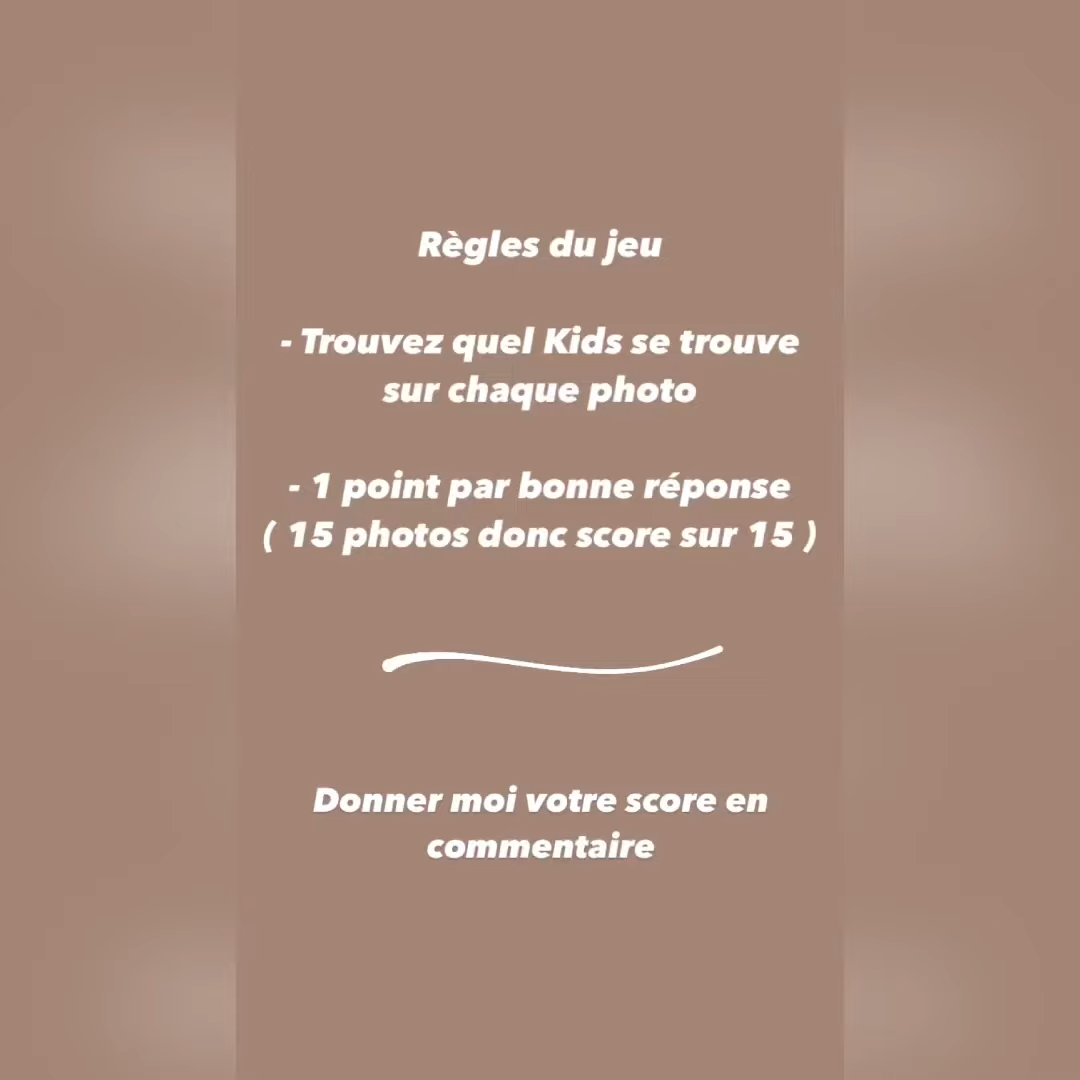 Règles du jeu
- Trouvez quel Kids se trouve
sur chaque photo
- 1 point par bonne réponse
( 15 photos donc score sur 15 )
Donner moi votre score en
commentaire